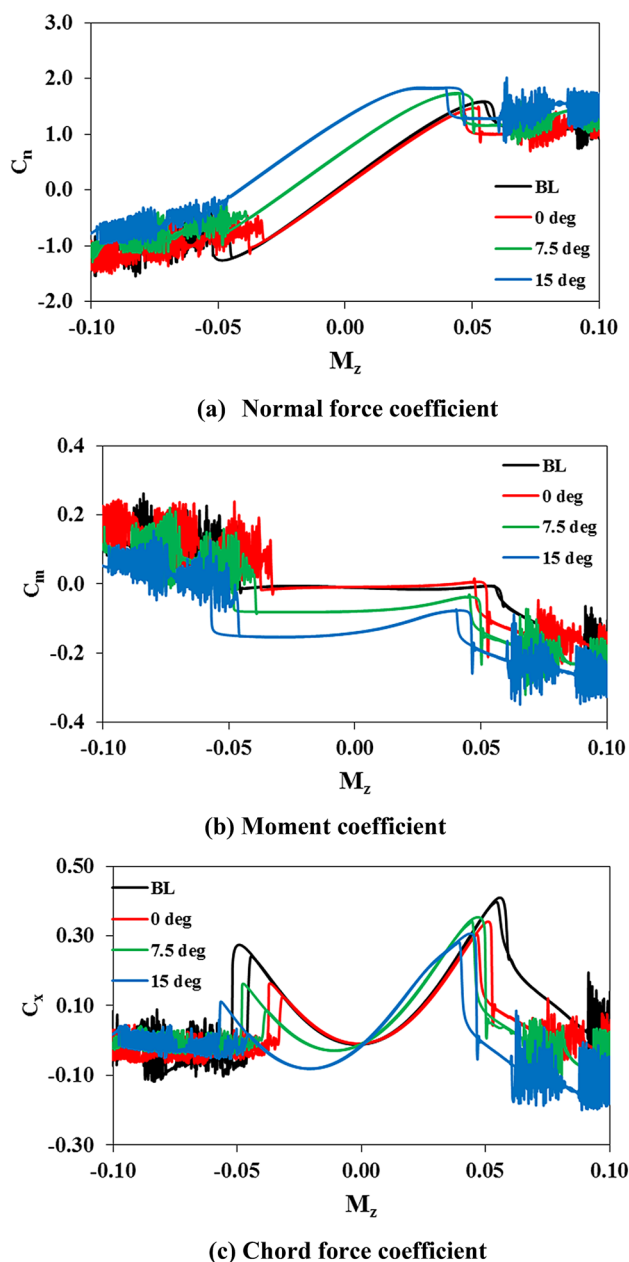 3.0
2.0
1.0
0.0
-1.0
-2.0
Cn
BL
0 deg
7.5 deg
15 deg
-0.10 -0.05 0.00 0.05 0.10
Mz
(a) Normal force coefficient
0.4
0.2
0.0
-0.2
-0.4
Cm
BL
0 deg
7.5 deg
15 deg
-0.10 -0.05 0.00 0.05 0.10
Mz
(b) Moment coefficient
0.50
0.30
0.10
-0.10
-0.30
Cx
BL
0 deg
7.5 deg
15 deg
-0.10 -0.05 0.00 0.05 0.10
Mz
(c) Chord force coefficient